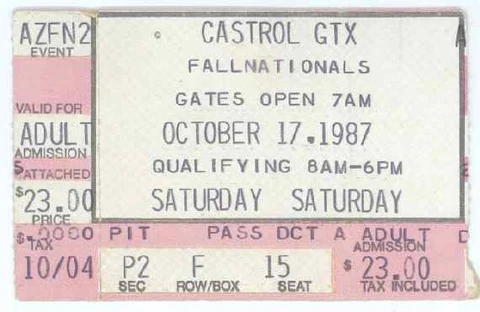 AZFN2
EVENT
VALID FOR
ADULT
ADMISSION
ATTACHED
$23.00
PRICE
$.0000
TAX
10/04
CASTROL GTX
FALLNATIONALS
GATES OPEN 7AM
OCTOBER 17.1987
QUALIFYING 8AM-6PM
SATURDAY SATURDAY
PIT PASS DCT A ADULT
ADMISSION
P2 F 15 $23.00
SEC ROW/BOX SEAT TAX INCLUDED